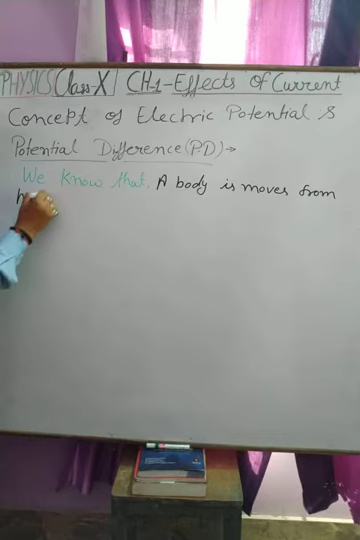 PHYSICS Class-X CH-1-Effects Of Current
Concept of Electric Potential &
Potential Difference (P.D)→
We Know that, A body is moves from